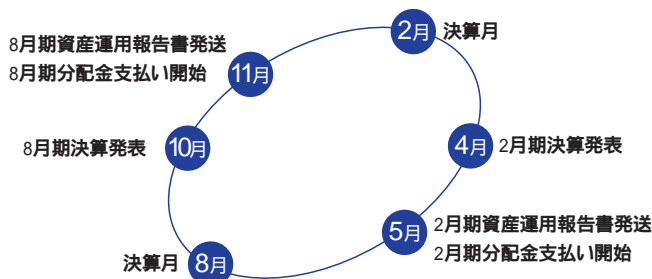 2月 決算月
8月期資産運用報告書発送
8月期分配金支払い開始
11月
10月
8月期決算発表
4月 2月期決算発表
5月
2月期資産運用報告書発送
2月期分配金支払い開始
決算月 8月